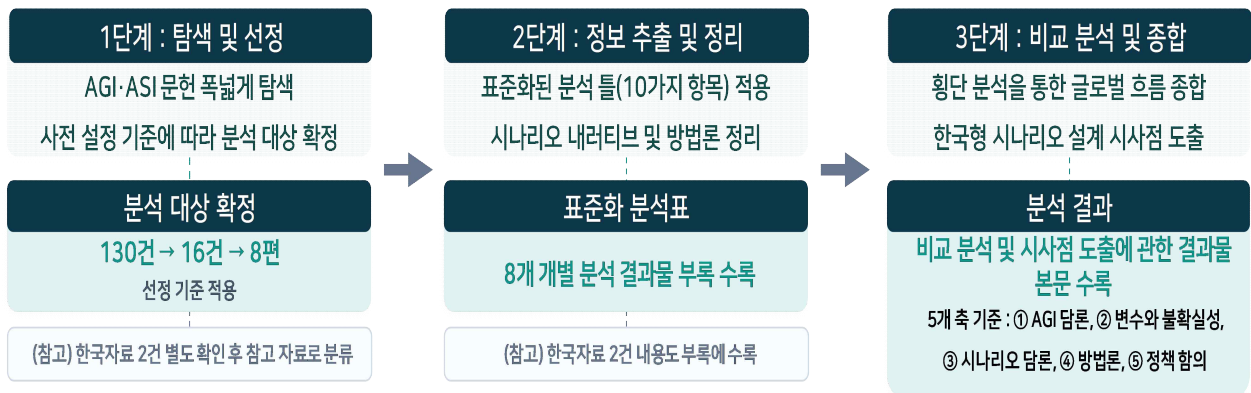 1단계 : 탐색 및 선정
AGI·ASI 문헌 폭넓게 탐색
사전 설정 기준에 따라 분석 대상 확정
분석 대상 확정
130건 → 16건 → 8편
선정 기준 적용
(참고) 한국자료 2건 별도 확인 후 참고 자료로 분류
2단계 : 정보 추출 및 정리
표준화된 분석 틀(10가지 항목) 적용
시나리오 내러티브 및 방법론 정리
표준화 분석표
8개 개별 분석 결과물 부록 수록
(참고) 한국자료 2건 내용도 부록에 수록
3단계 : 비교 분석 및 종합
횡단 분석을 통한 글로벌 흐름 종합
한국형 시나리오 설계 시사점 도출
분석 결과
비교 분석 및 시사점 도출에 관한 결과물
본문 수록
5개 축 기준 : ① AGI 담론, ② 변수와 불확실성,
③ 시나리오 담론, ④ 방법론, ⑤ 정책 함의